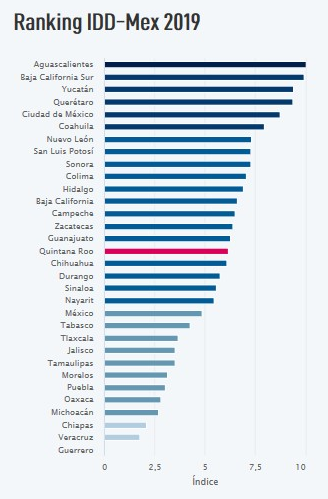 Ranking IDD-Mex 2019
Aguascalientes
Baja California Sur
Yucatán
Querétaro
Ciudad de México
Coahuila
Nuevo León
San Luis Potosí
Sonora
Colima
Hidalgo
Baja California
Campeche
Zacatecas
Guanajuato
Quintana Roo
Chihuahua
Durango
Sinaloa
Nayarit
México
Tabasco
Tlaxcala
Jalisco
Tamaulipas
Morelos
Puebla
Oaxaca
Michoacán
Chiapas
Veracruz
Guerrero
0 2,5 5 7,5 10
Índice